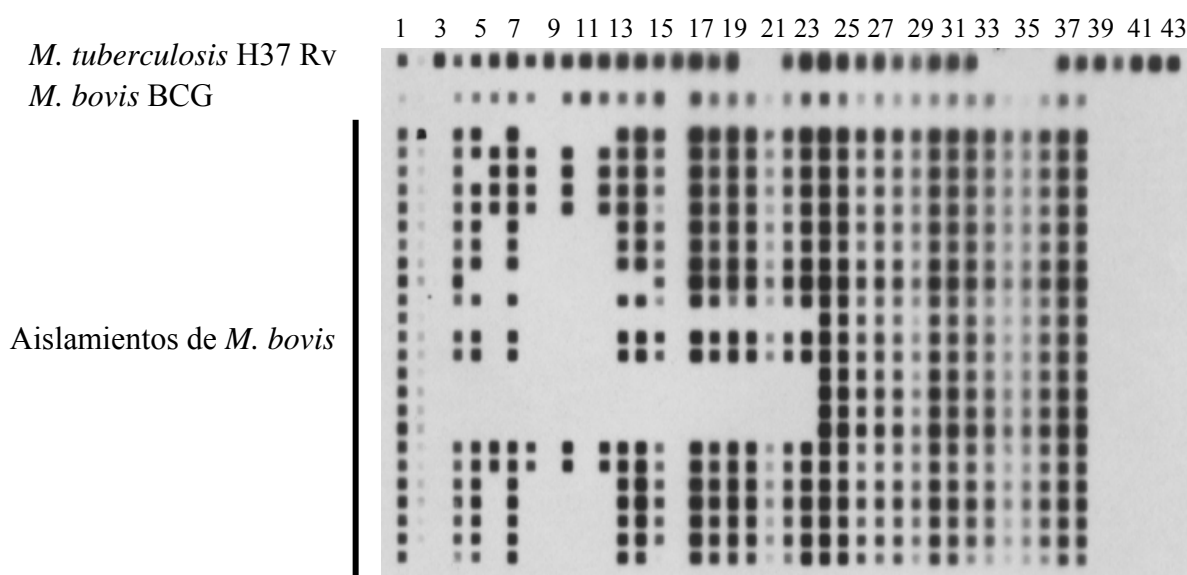 1 3 5 7 9 11 13 15 17 19 21 23 25 27 29 31 33 35 37 39 41 43
M. tuberculosis H37 Rv
M. bovis BCG
Aislamientos de M. bovis